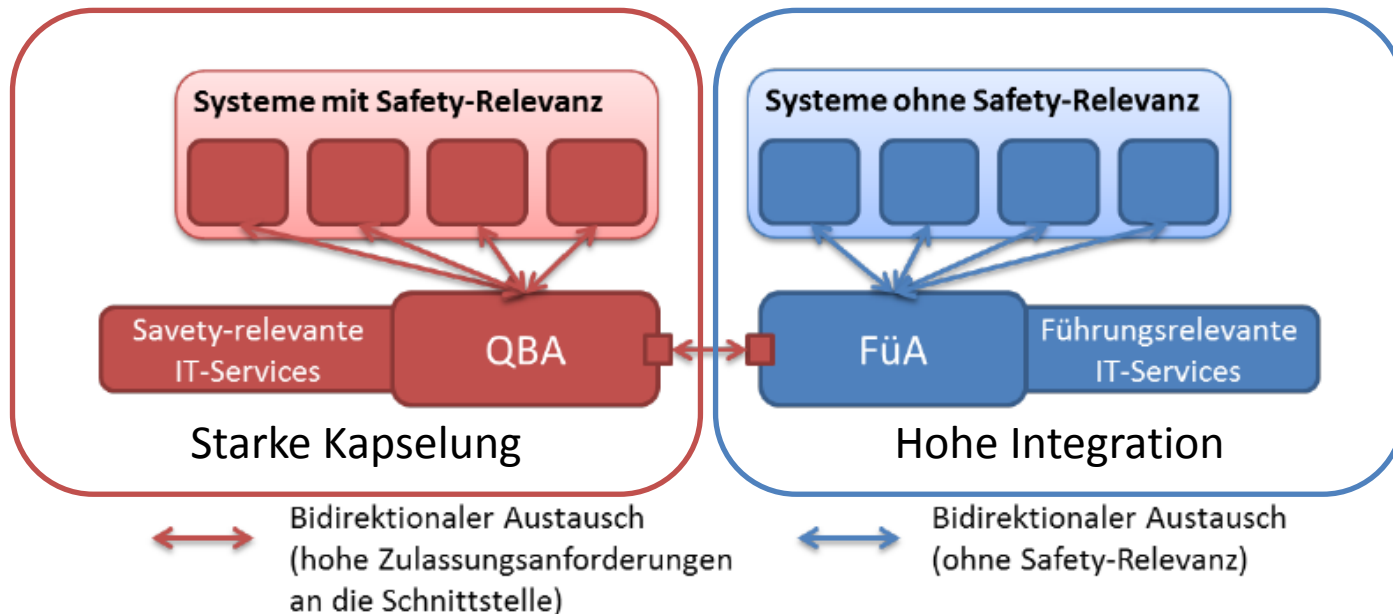 Systeme mit Safety-Relevanz
Systeme ohne Safety-Relevanz
Savety-relevante
IT-Services
QBA
FüA
Führungsrelevante
IT-Services
Starke Kapselung
Hohe Integration
Bidirektionaler Austausch
(hohe Zulassungsanforderungen
an die Schnittstelle)
Bidirektionaler Austausch
(ohne Safety-Relevanz)